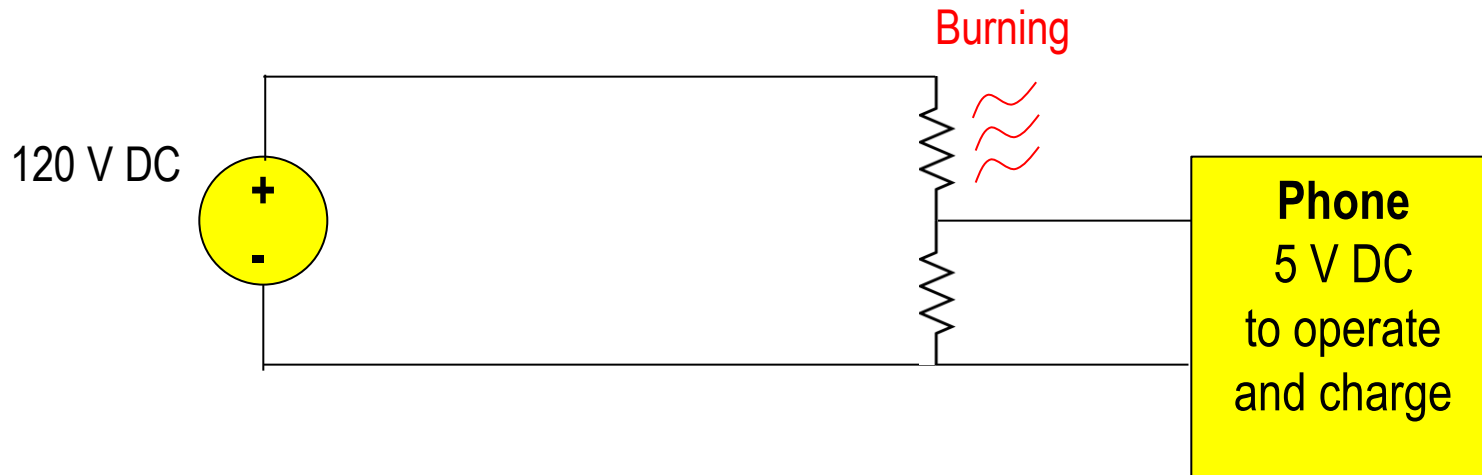 Burning
120 V DC
+
-
Phone
5 V DC
to operate
and charge